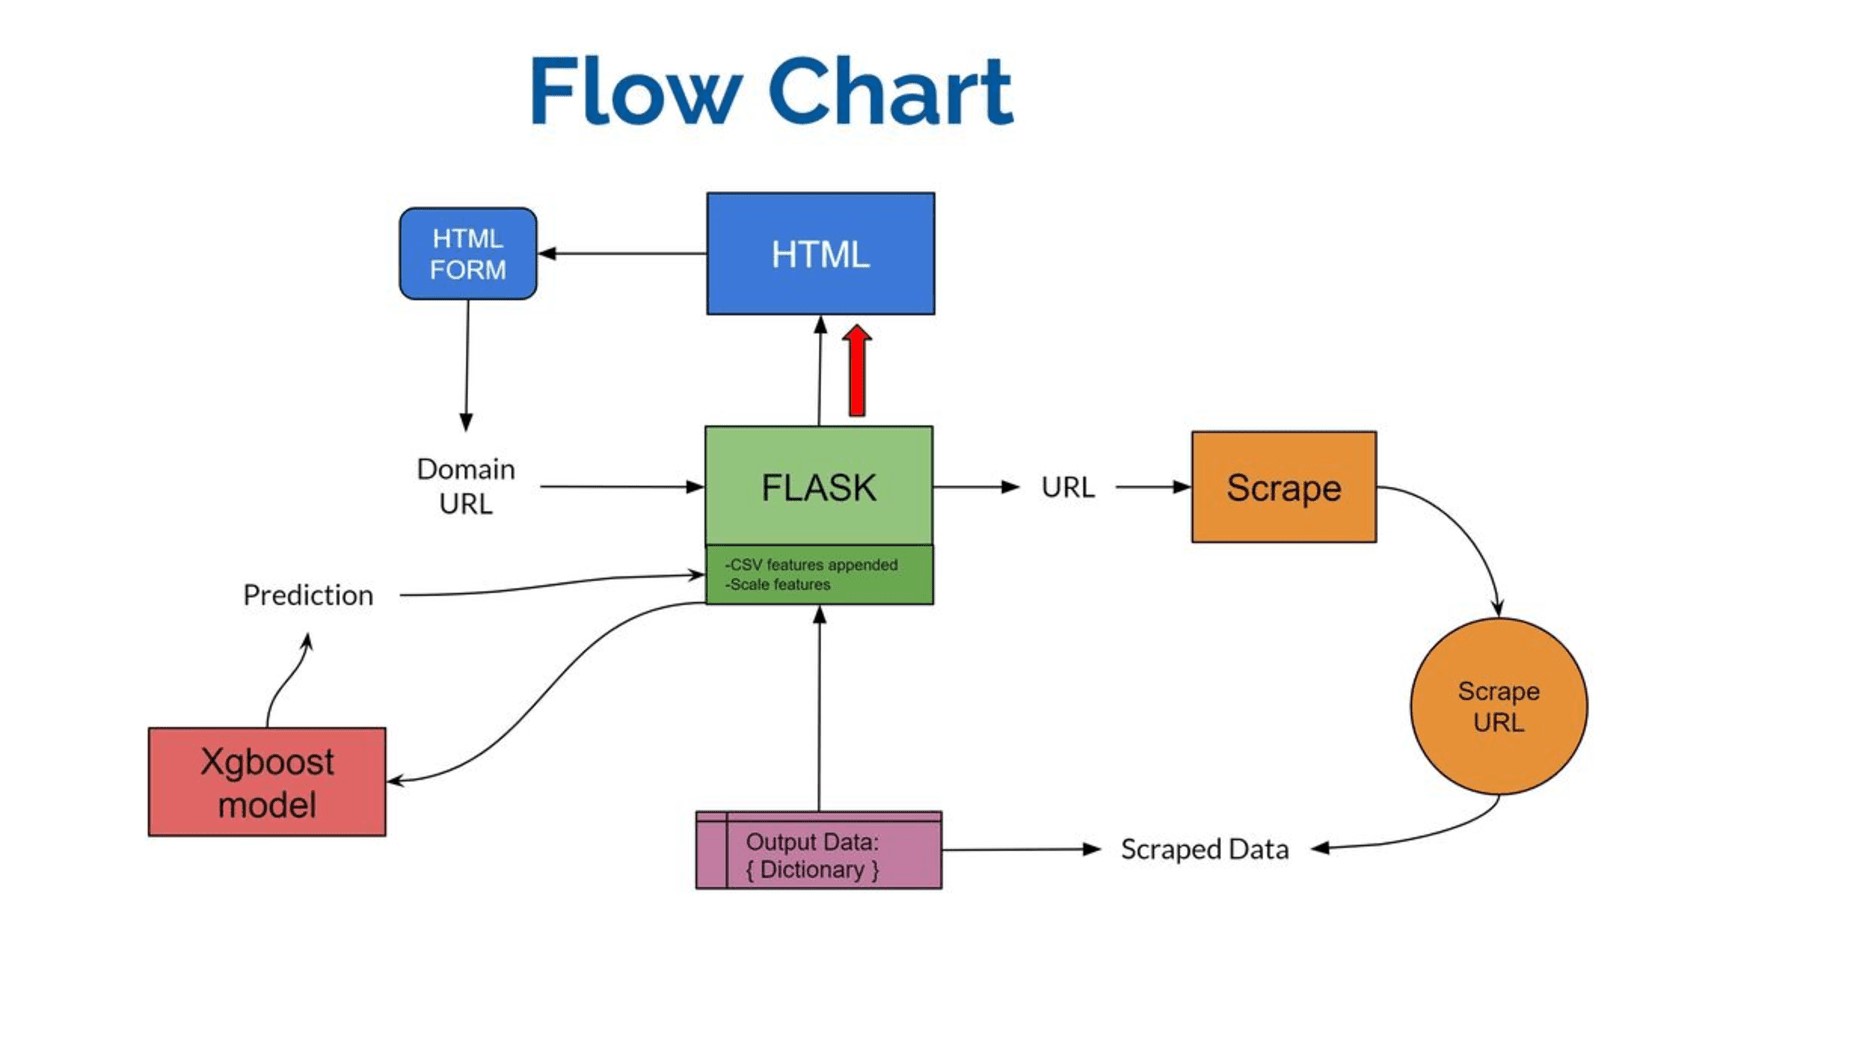 Flow Chart
HTML
FORM
HTML
Domain
URL
FLASK
URL
Scrape
-CSV features appended
-Scale features
Prediction
Scrape
URL
Xgboost
model
Output Data:
{ Dictionary }
Scraped Data